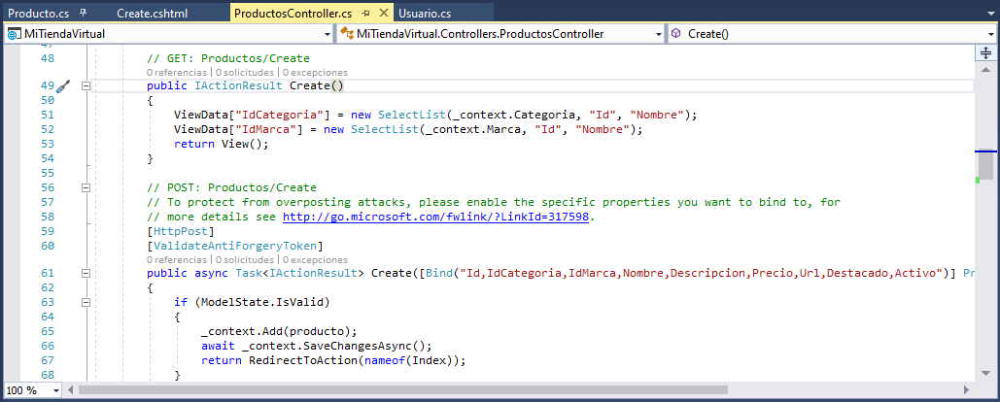 Producto.cs Create.cshtml ProductosController.cs Usuario.cs
MiTiendaVirtual MiTiendaVirtual.Controllers.ProductosController Create()
48 // GET: Productos/Create
0 referencias | 0 solicitudes | 0 excepciones
49 public IActionResult Create()
50 {
51 ViewData["IdCategoria"] = new SelectList(_context.Categoria, "Id", "Nombre");
52 ViewData["IdMarca"] = new SelectList(_context.Marca, "Id", "Nombre");
53 return View();
54 }
55
56 // POST: Productos/Create
57 // To protect from overposting attacks, please enable the specific properties you want to bind to, for
58 // more details see http://go.microsoft.com/fwlink/?LinkId=317598.
59 [HttpPost]
60 [ValidateAntiForgeryToken]
0 referencias | 0 solicitudes | 0 excepciones
61 public async Task<IActionResult> Create([Bind("Id,IdCategoria,IdMarca,Nombre,Descripcion,Precio,Url,Destacado,Activo")] Pr
62 {
63 if (ModelState.IsValid)
64 {
65 _context.Add(producto);
66 await _context.SaveChangesAsync();
67 return RedirectToAction(nameof(Index));
68 }
100 %